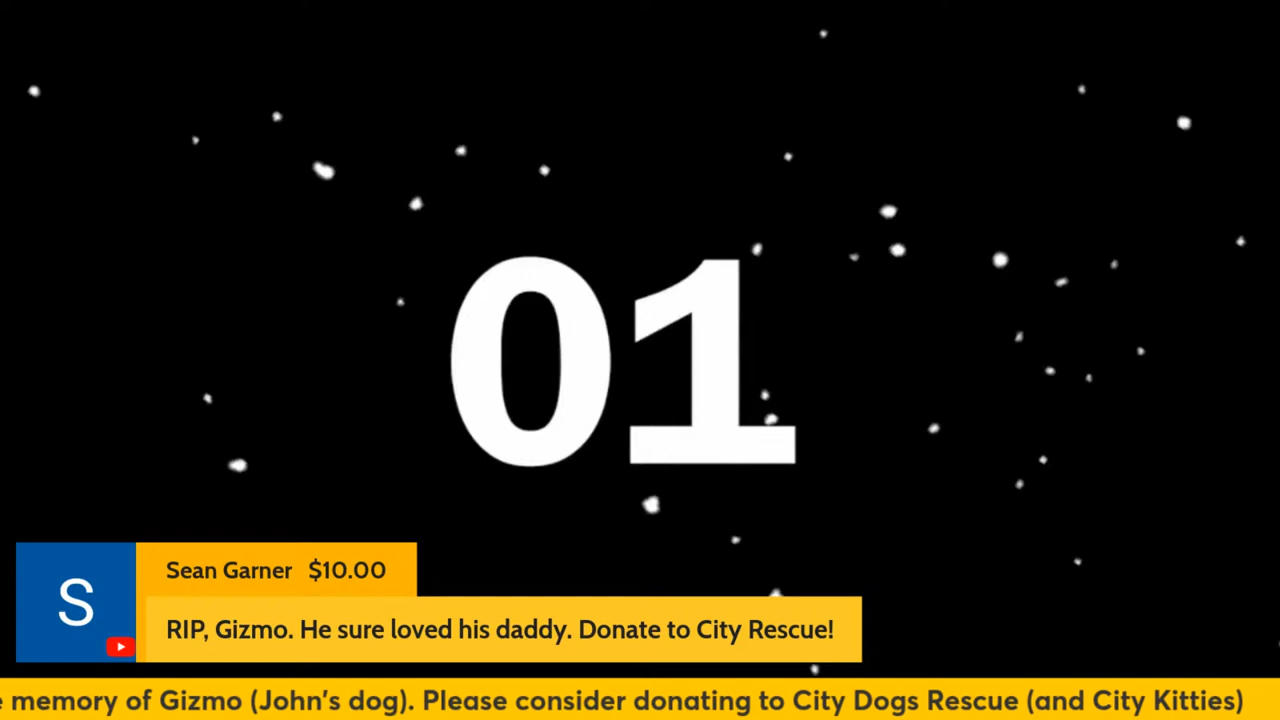 01
S
Sean Garner $10.00
RIP, Gizmo. He sure loved his daddy. Donate to City Rescue!
memory of Gizmo (John's dog). Please consider donating to City Dogs Rescue (and City Kitties)